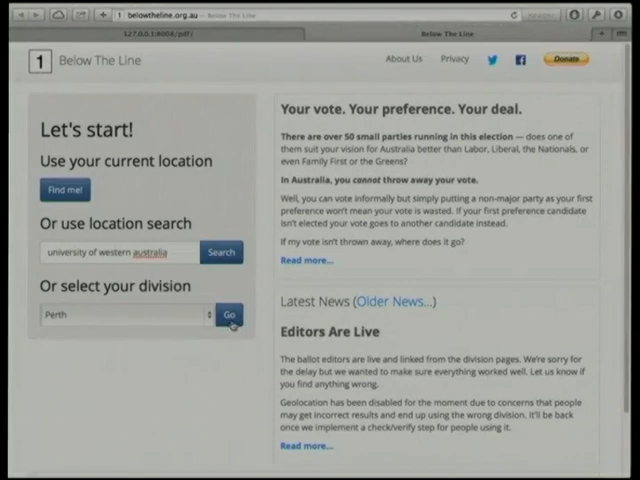 belowtheline.org.au — Below The Line
127.0.0.1:8008/pdf/
Below The Line
1 Below The Line
About Us
Privacy
Donate
Let's start!
Use your current location
Find me!
Or use location search
university of western australia
Search
Or select your division
Perth
Go
Your vote. Your preference. Your deal.
There are over 50 small parties running in this election — does one of
them suit your vision for Australia better than Labor, Liberal, the Nationals, or
even Family First or the Greens?
In Australia, you cannot throw away your vote.
Well, you can vote informally but simply putting a non-major party as your first
preference won't mean your vote is wasted. If your first preference candidate
isn't elected your vote goes to another candidate instead.
If my vote isn't thrown away, where does it go?
Read more...
Latest News (Older News...)
Editors Are Live
The ballot editors are live and linked from the division pages. We're sorry for
the delay but we wanted to make sure everything worked well. Let us know if
you find anything wrong.
Geolocation has been disabled for the moment due to concerns that people
may get incorrect results and end up using the wrong division. It'll be back
once we implement a check/verify step for people using it.
Read more...